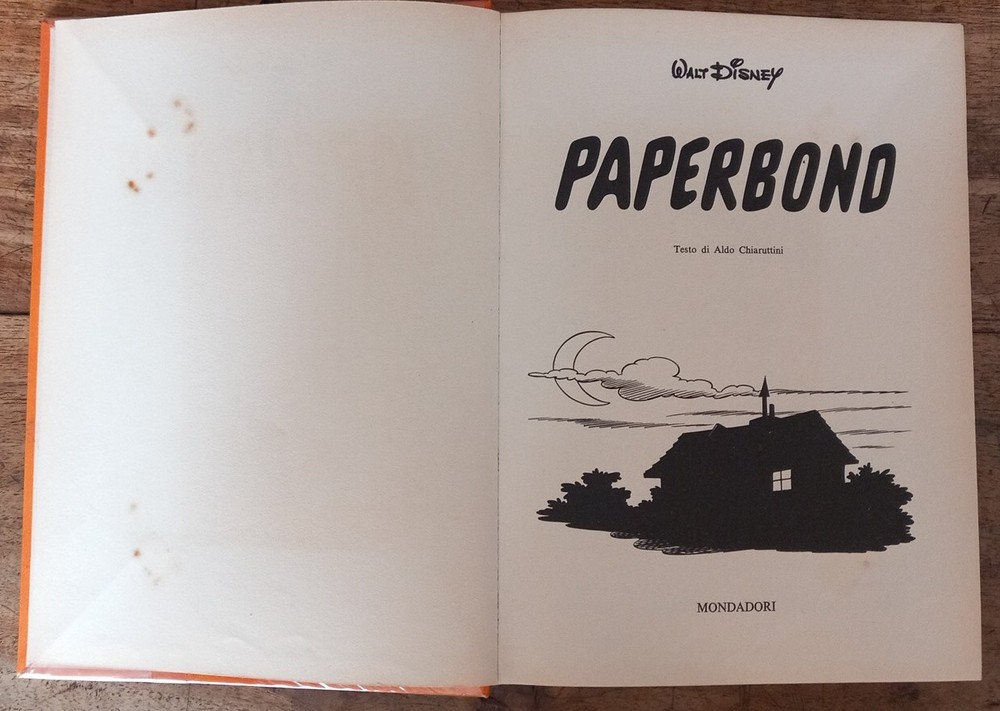 WALT DISNEY
PAPERBOND
Testo di Aldo Chiaruttini
MONDADORI